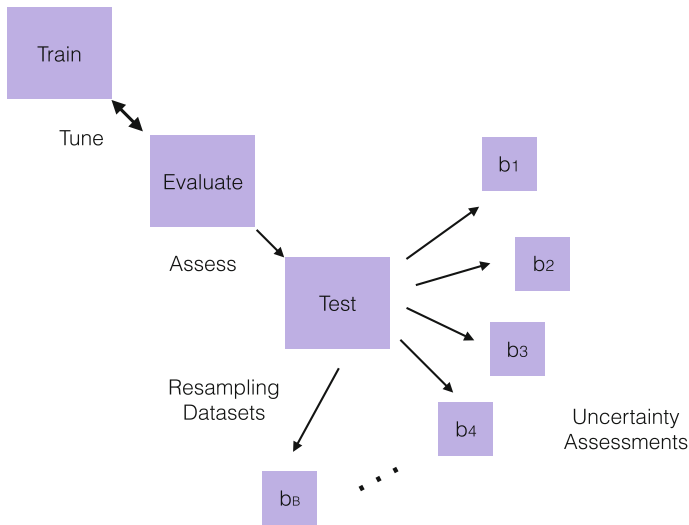 Train
Tune
Evaluate
Assess
Test
b1
b2
b3
b4
Resampling
Datasets
bB
Uncertainty
Assessments